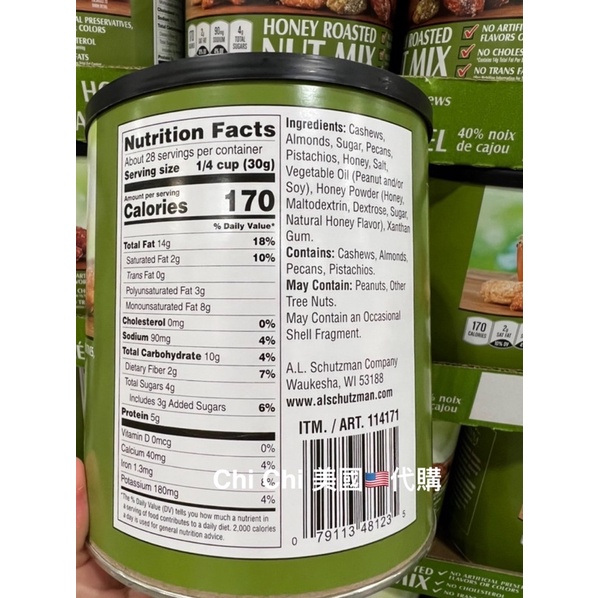 HONEY ROASTED
NUT MIX
ROASTED
MIX
NO TRANS FA
40% noix
de cajou
Nutrition Facts
About 28 servings per container
Serving size 1/4 cup (30g)
Amount per serving
Calories 170
% Daily Value*
Total Fat 14g 18%
Saturated Fat 2g 10%
Trans Fat 0g
Polyunsaturated Fat 3g
Monounsaturated Fat 8g
Cholesterol 0mg 0%
Sodium 90mg 4%
Total Carbohydrate 10g 4%
Dietary Fiber 2g 7%
Total Sugars 4g
Includes 3g Added Sugars 6%
Protein 5g
Vitamin D 0mcg 0%
Calcium 40mg 4%
Iron 1.3mg
Potassium 180mg 4%
*The % Daily Value (DV) tells you how much a nutrient in
a serving of food contributes to a daily diet. 2,000 calories
a day is used for general nutrition advice.
Ingredients: Cashews,
Almonds, Sugar, Pecans,
Pistachios, Honey, Salt,
Vegetable Oil (Peanut and/or
Soy), Honey Powder (Honey,
Maltodextrin, Dextrose, Sugar,
Natural Honey Flavor), Xanthan
Gum.
Contains: Cashews, Almonds,
Pecans, Pistachios.
May Contain: Peanuts, Other
Tree Nuts.
May Contain an Occasional
Shell Fragment.
A.L. Schutzman Company
Waukesha, WI 53188
www.alschutzman.com
ITM. / ART. 114171
0 79113 48123 5
Chi Chi 美國🇺🇸代購
170
CALORIES
noix
cajou
ROASTED
MIX